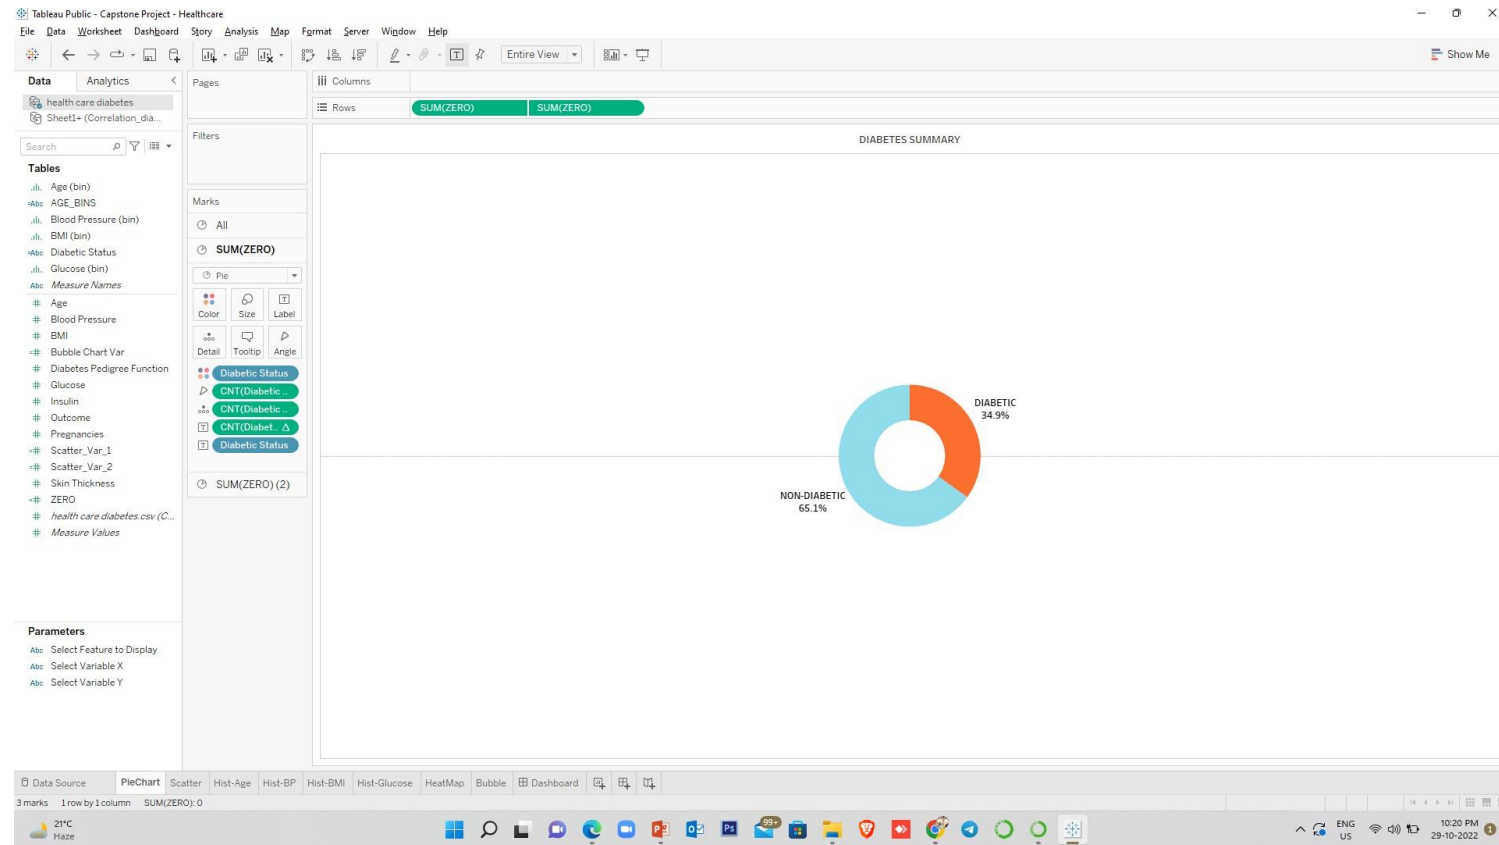 Tableau Public - Capstone Project - Healthcare
File Data Worksheet Dashboard Story Analysis Map Format Server Window Help
Entire View
Show Me
Data Analytics
health care diabetes
Sheet1+ (Correlation_dia...
Search
Tables
Age (bin)
=Abc AGE_BINS
Blood Pressure (bin)
BMI (bin)
=Abc Diabetic Status
Glucose (bin)
Abc Measure Names
# Age
# Blood Pressure
# BMI
=# Bubble Chart Var
# Diabetes Pedigree Function
# Glucose
# Insulin
# Outcome
# Pregnancies
=# Scatter_Var_1
=# Scatter_Var_2
# Skin Thickness
=# ZERO
# health care diabetes.csv (C...
# Measure Values
Parameters
Abc Select Feature to Display
Abc Select Variable X
Abc Select Variable Y
Pages
Filters
Marks
All
SUM(ZERO)
Pie
Color Size Label
Detail Tooltip Angle
Diabetic Status
CNT(Diabetic ..
CNT(Diabetic ..
CNT(Diabet.. Δ
Diabetic Status
SUM(ZERO) (2)
Columns
Rows SUM(ZERO) SUM(ZERO)
DIABETES SUMMARY
DIABETIC
34.9%
NON-DIABETIC
65.1%
Data Source PieChart Scatter Hist-Age Hist-BP Hist-BMI Hist-Glucose HeatMap Bubble Dashboard
3 marks 1 row by 1 column SUM(ZERO): 0
21°C
Haze
Ps
99+
ENG
US
10:20 PM
29-10-2022
1